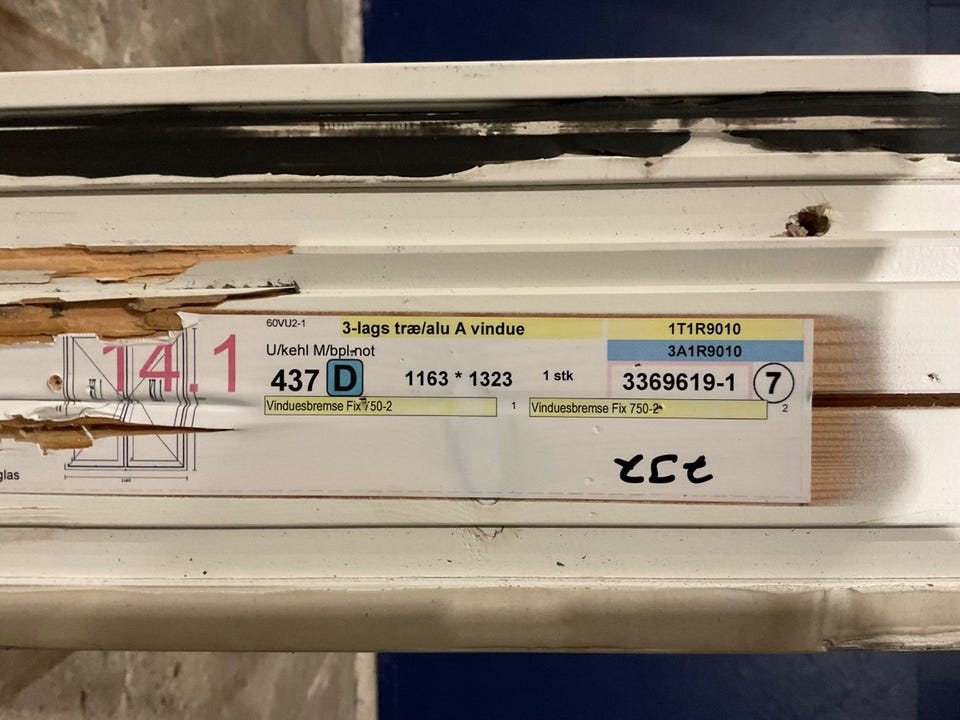 60VU2-1 3-lags træ/alu A vindue 1T1R9010
U/kehl M/bpl.not 3A1R9010
14.1
437 D 1163 * 1323 1 stk 3369619-1 7
Vinduesbremse Fix 750-2 1 Vinduesbremse Fix 750-2 2
glas
1163